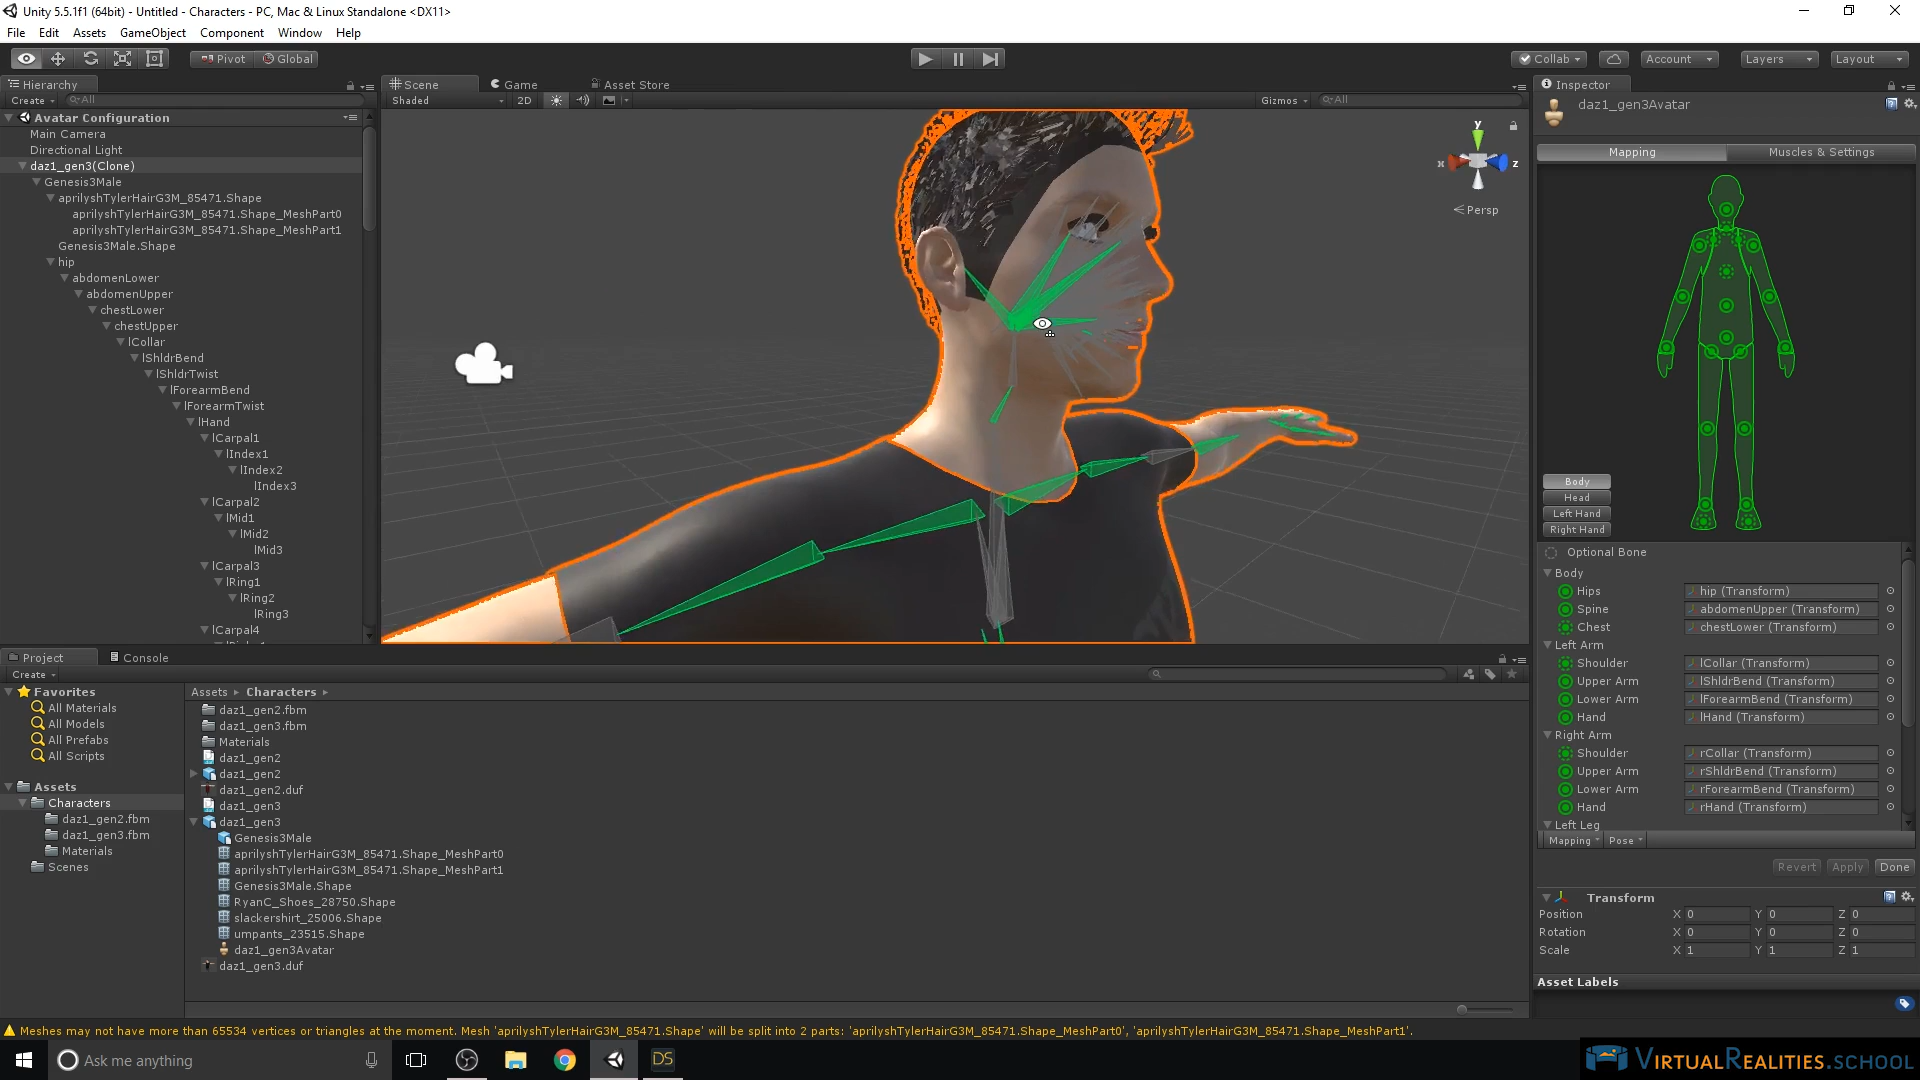 Unity 5.5.1f1 (64bit) - Untitled - Characters - PC, Mac & Linux Standalone <DX11>
File Edit Assets GameObject Component Window Help
Pivot Global
Collab Account Layers Layout
Hierarchy
Create All
Avatar Configuration
Main Camera
Directional Light
daz1_gen3(Clone)
Genesis3Male
aprilyshTylerHairG3M_85471.Shape
aprilyshTylerHairG3M_85471.Shape_MeshPart0
aprilyshTylerHairG3M_85471.Shape_MeshPart1
Genesis3Male.Shape
hip
abdomenLower
abdomenUpper
chestLower
chestUpper
lCollar
lShldrBend
lShldrTwist
lForearmBend
lForearmTwist
lHand
lCarpal1
lIndex1
lIndex2
lIndex3
lCarpal2
lMid1
lMid2
lMid3
lCarpal3
lRing1
lRing2
lRing3
lCarpal4
Scene Game Asset Store
Shaded 2D Gizmos All
y
x z
Persp
Inspector
daz1_gen3Avatar
Mapping Muscles & Settings
Body
Head
Left Hand
Right Hand
Optional Bone
Body
Hips hip (Transform)
Spine abdomenUpper (Transform)
Chest chestLower (Transform)
Left Arm
Shoulder lCollar (Transform)
Upper Arm lShldrBend (Transform)
Lower Arm lForearmBend (Transform)
Hand lHand (Transform)
Right Arm
Shoulder rCollar (Transform)
Upper Arm rShldrBend (Transform)
Lower Arm rForearmBend (Transform)
Hand rHand (Transform)
Left Leg
Mapping Pose
Revert Apply Done
Transform
Position X 0 Y 0 Z 0
Rotation X 0 Y 0 Z 0
Scale X 1 Y 1 Z 1
Asset Labels
Project Console
Create
Favorites
All Materials
All Models
All Prefabs
All Scripts
Assets
Characters
daz1_gen2.fbm
daz1_gen3.fbm
Materials
Scenes
Assets Characters
daz1_gen2.fbm
daz1_gen3.fbm
Materials
daz1_gen2
daz1_gen2
daz1_gen2.duf
daz1_gen3
daz1_gen3
Genesis3Male
aprilyshTylerHairG3M_85471.Shape_MeshPart0
aprilyshTylerHairG3M_85471.Shape_MeshPart1
Genesis3Male.Shape
RyanC_Shoes_28750.Shape
slackershirt_25006.Shape
umpants_23515.Shape
daz1_gen3Avatar
daz1_gen3.duf
Meshes may not have more than 65534 vertices or triangles at the moment. Mesh 'aprilyshTylerHairG3M_85471.Shape' will be split into 2 parts: 'aprilyshTylerHairG3M_85471.Shape_MeshPart0', 'aprilyshTylerHairG3M_85471.Shape_MeshPart1'.
Ask me anything
DS
VIRTUALREALITIES.SCHOOL